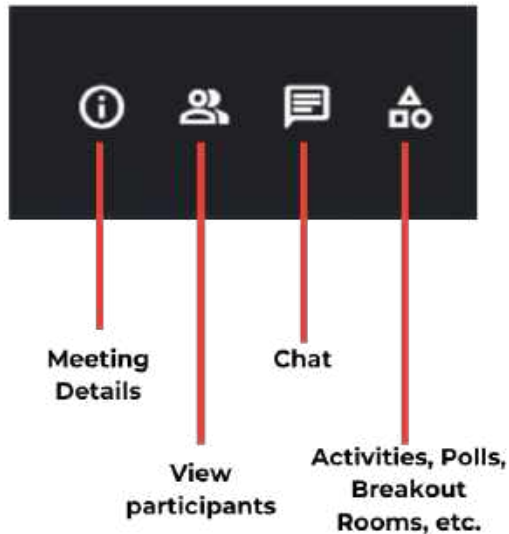 Meeting
Details
Chat
View
participants
Activities, Polls,
Breakout
Rooms, etc.